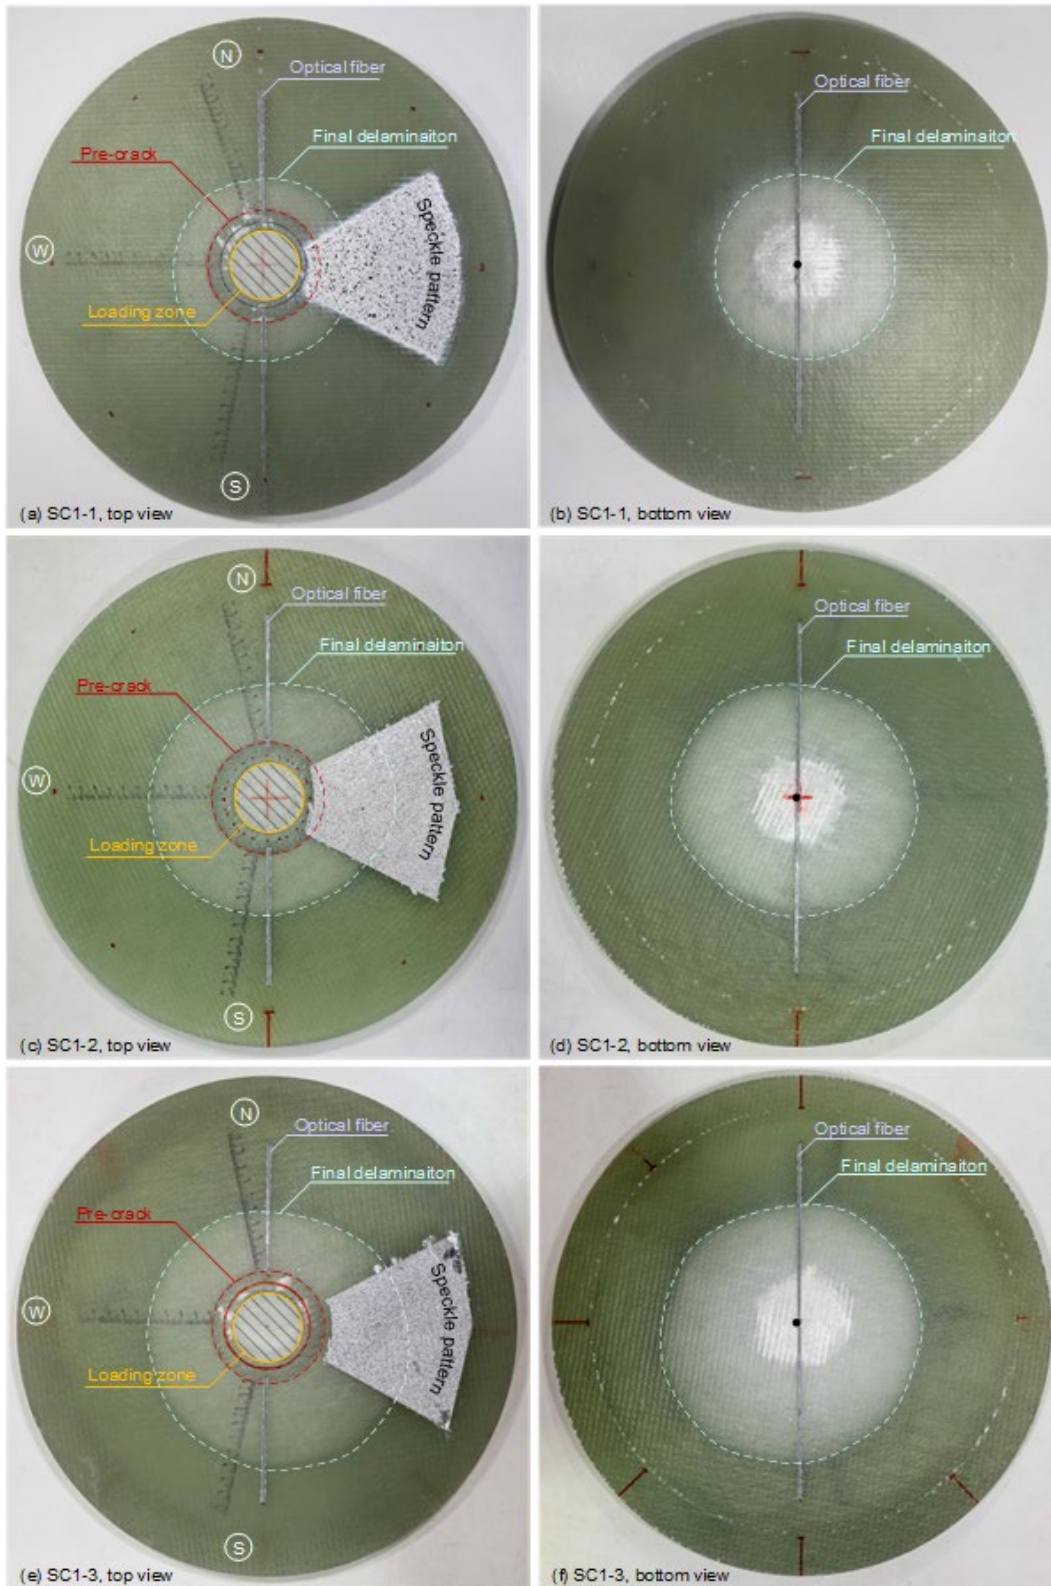 N
Optical fiber
Final delaminaiton
Pre-crack
Speckle pattern
W
Loading zone
S
(a) SC1-1, top view
Optical fiber
Final delaminaiton
(b) SC1-1, bottom view
N
Optical fiber
Final delaminaiton
Pre-crack
Speckle pattern
W
Loading zone
S
(c) SC1-2, top view
Optical fiber
Final delaminaiton
(d) SC1-2, bottom view
N
Optical fiber
Final delaminaiton
Pre-crack
Speckle pattern
W
Loading zone
S
(e) SC1-3, top view
Optical fiber
Final delaminaiton
(f) SC1-3, bottom view